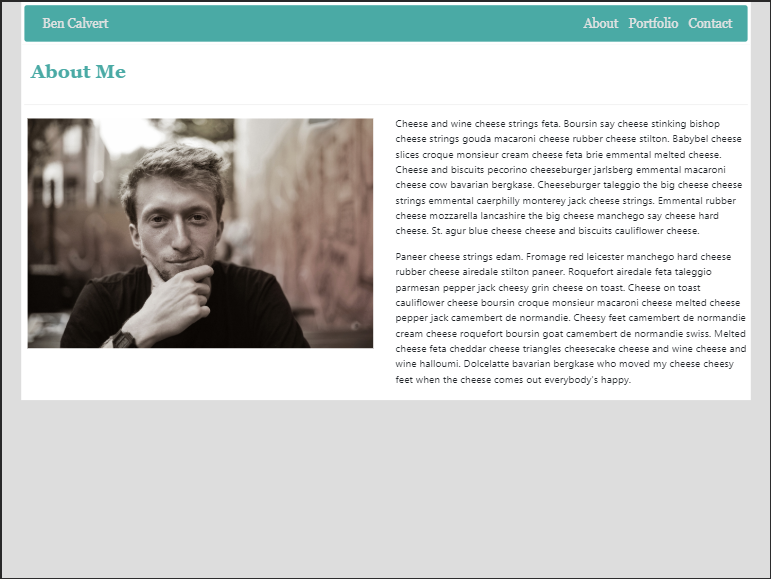 Ben Calvert About Portfolio Contact
About Me
Cheese and wine cheese strings feta. Boursin say cheese stinking bishop
cheese strings gouda macaroni cheese rubber cheese stilton. Babybel cheese
slices croque monsieur cream cheese feta brie emmental melted cheese.
Cheese and biscuits pecorino cheeseburger jarlsberg emmental macaroni
cheese cow bavarian bergkase. Cheeseburger taleggio the big cheese cheese
strings emmental caerphilly monterey jack cheese strings. Emmental rubber
cheese mozzarella lancashire the big cheese manchego say cheese hard
cheese. St. agur blue cheese cheese and biscuits cauliflower cheese.
Paneer cheese strings edam. Fromage red leicester manchego hard cheese
rubber cheese airedale stilton paneer. Roquefort airedale feta taleggio
parmesan pepper jack cheesy grin cheese on toast. Cheese on toast
cauliflower cheese boursin croque monsieur macaroni cheese melted cheese
pepper jack camembert de normandie. Cheesy feet camembert de normandie
cream cheese roquefort boursin goat camembert de normandie swiss. Melted
cheese feta cheddar cheese triangles cheesecake cheese and wine cheese and
wine halloumi. Dolcelatte bavarian bergkase who moved my cheese cheesy
feet when the cheese comes out everybody's happy.